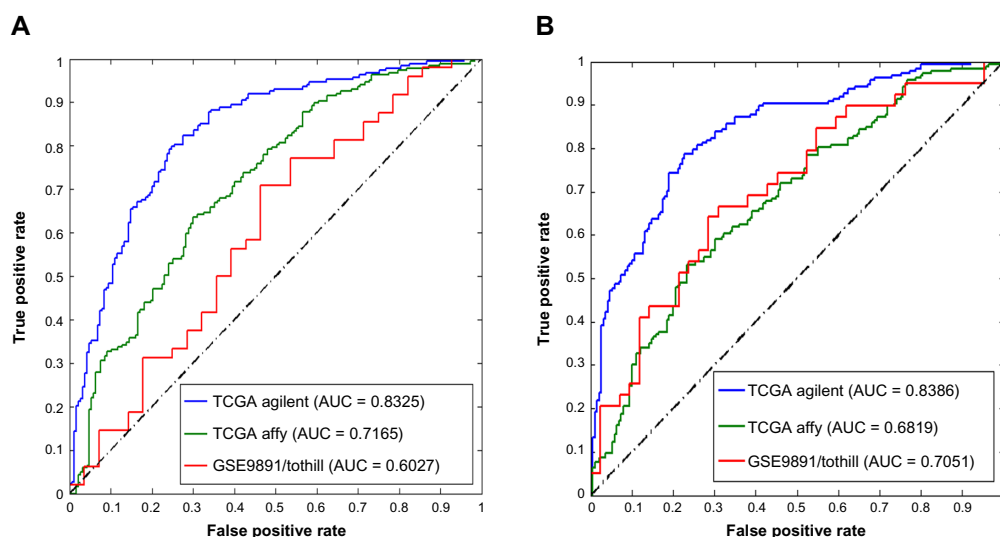 A
1
0.9
0.8
0.7
0.6
0.5
0.4
0.3
0.2
0.1
0
True positive rate
0 0.1 0.2 0.3 0.4 0.5 0.6 0.7 0.8 0.9 1
False positive rate
TCGA agilent (AUC = 0.8325)
TCGA affy (AUC = 0.7165)
GSE9891/tothill (AUC = 0.6027)
B
1
0.9
0.8
0.7
0.6
0.5
0.4
0.3
0.2
0.1
0
True positive rate
0 0.1 0.2 0.3 0.4 0.5 0.6 0.7 0.8 0.9
False positive rate
TCGA agilent (AUC = 0.8386)
TCGA affy (AUC = 0.6819)
GSE9891/tothill (AUC = 0.7051)